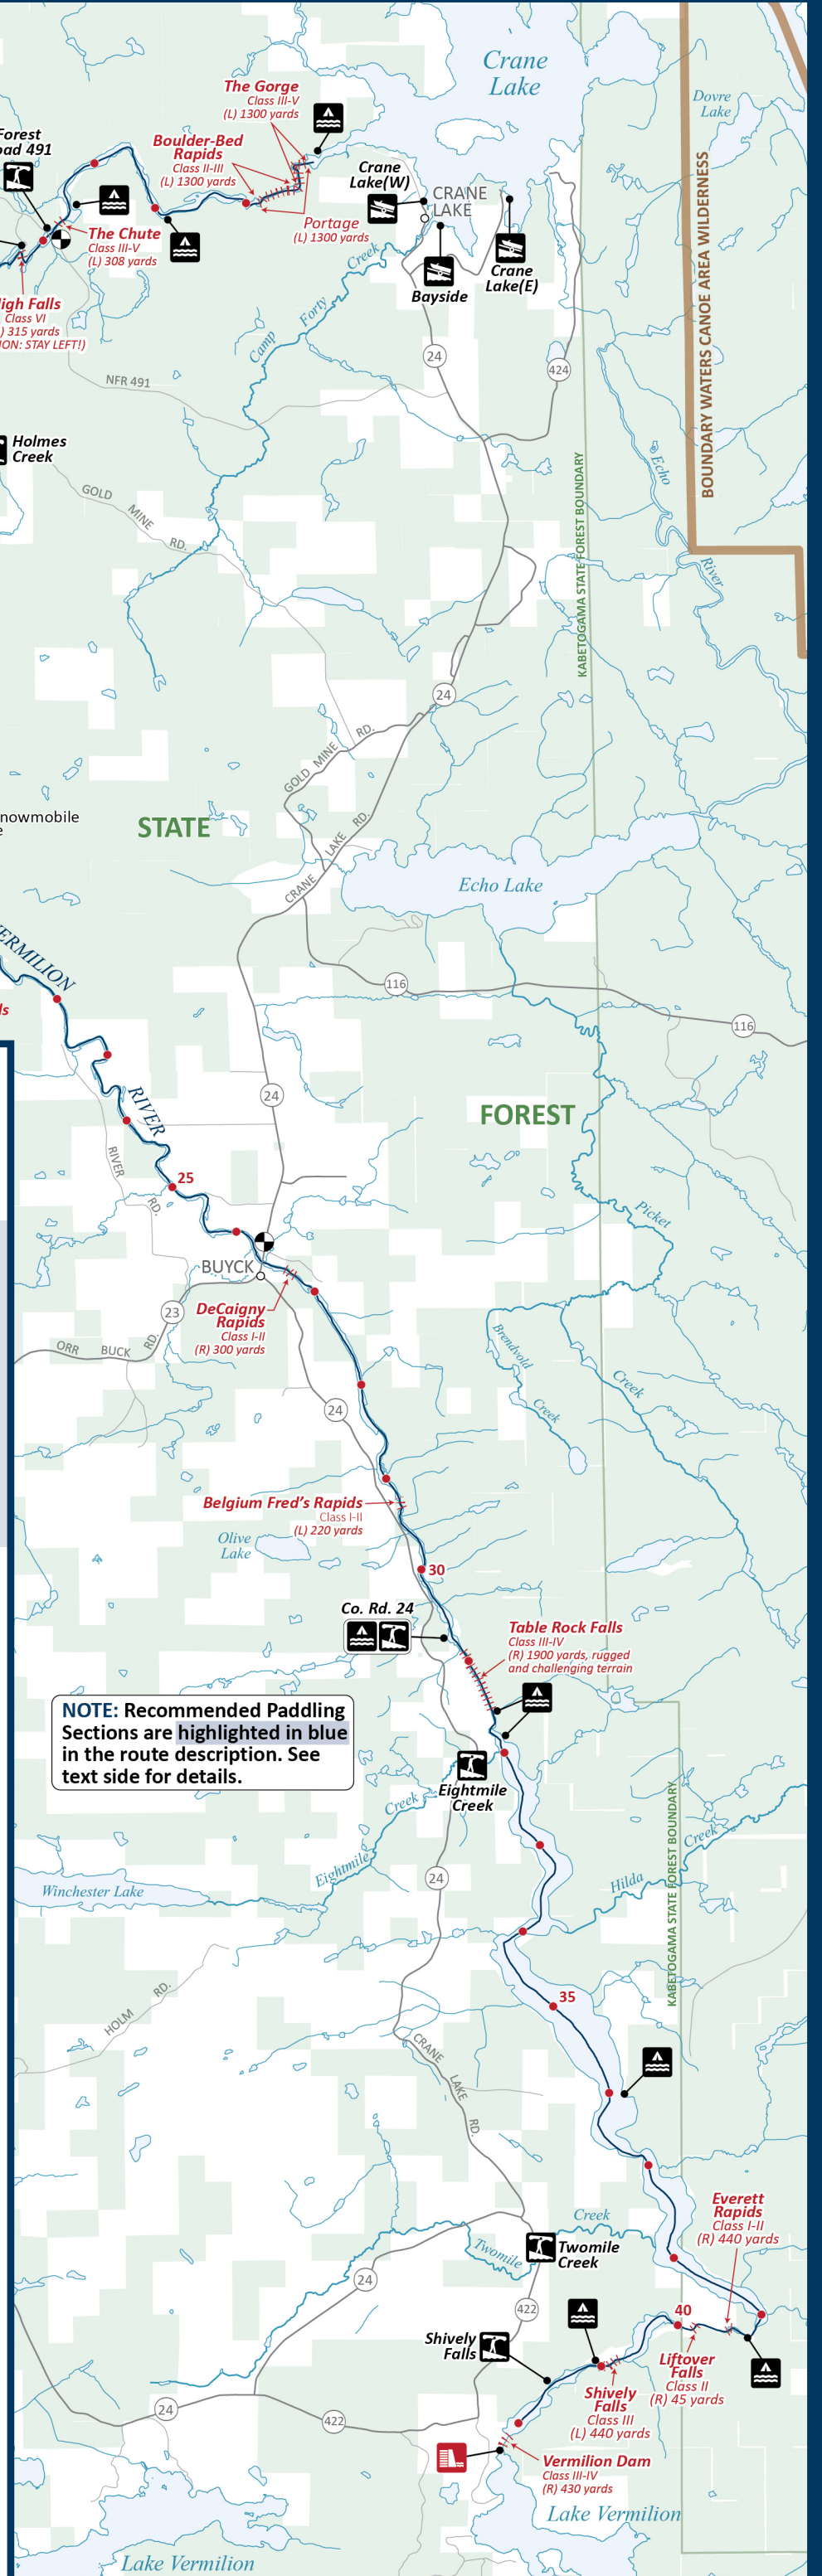 Crane
Lake
Dovre
Lake
The Gorge
Class III-V
(L) 1300 yards
Boulder-Bed
Rapids
Class II-III
(L) 1300 yards
Forest
oad 491
Crane
Lake(W)
CRANE
LAKE
Portage
(L) 1300 yards
The Chute
Class III-V
(L) 308 yards
Crane
Lake(E)
Bayside
igh Falls
Class VI
) 315 yards
ION: STAY LEFT!)
Camp
Forty
Creek
24
424
NFR 491
BOUNDARY WATERS CANOE AREA WILDERNESS
Holmes
Creek
Echo
River
GOLD
MINE
RD.
KABETOGAMA STATE FOREST BOUNDARY
24
GOLD MINE
RD.
nowmobile
e
STATE
CRANE
LAKE
RD.
Echo Lake
ERMILION
116
116
ls
RIVER
24
FOREST
RIVER
RD.
25
Picket
BUYCK
DeCaigny
Rapids
Class I-II
(R) 300 yards
23
ORR
BUCK
RD.
Brendvold
Creek
Creek
24
Belgium Fred's Rapids
Class I-II
(L) 220 yards
Olive
Lake
30
Co. Rd. 24
Table Rock Falls
Class III-IV
(R) 1900 yards, rugged
and challenging terrain
NOTE: Recommended Paddling
Sections are highlighted in blue
in the route description. See
text side for details.
Eightmile
Creek
Eightmile
Creek
KABETOGAMA STATE FOREST BOUNDARY
24
Hilda
Creek
Winchester Lake
35
HOLM
RD.
CRANE
LAKE
RD.
Everett
Rapids
Class I-II
(R) 440 yards
Creek
Twomile
Twomile
Creek
24
422
40
Shively
Falls
Liftover
Falls
Class II
(R) 45 yards
Shively
Falls
Class III
(L) 440 yards
24
422
Vermilion Dam
Class III-IV
(R) 430 yards
Lake Vermilion
Lake Vermilion